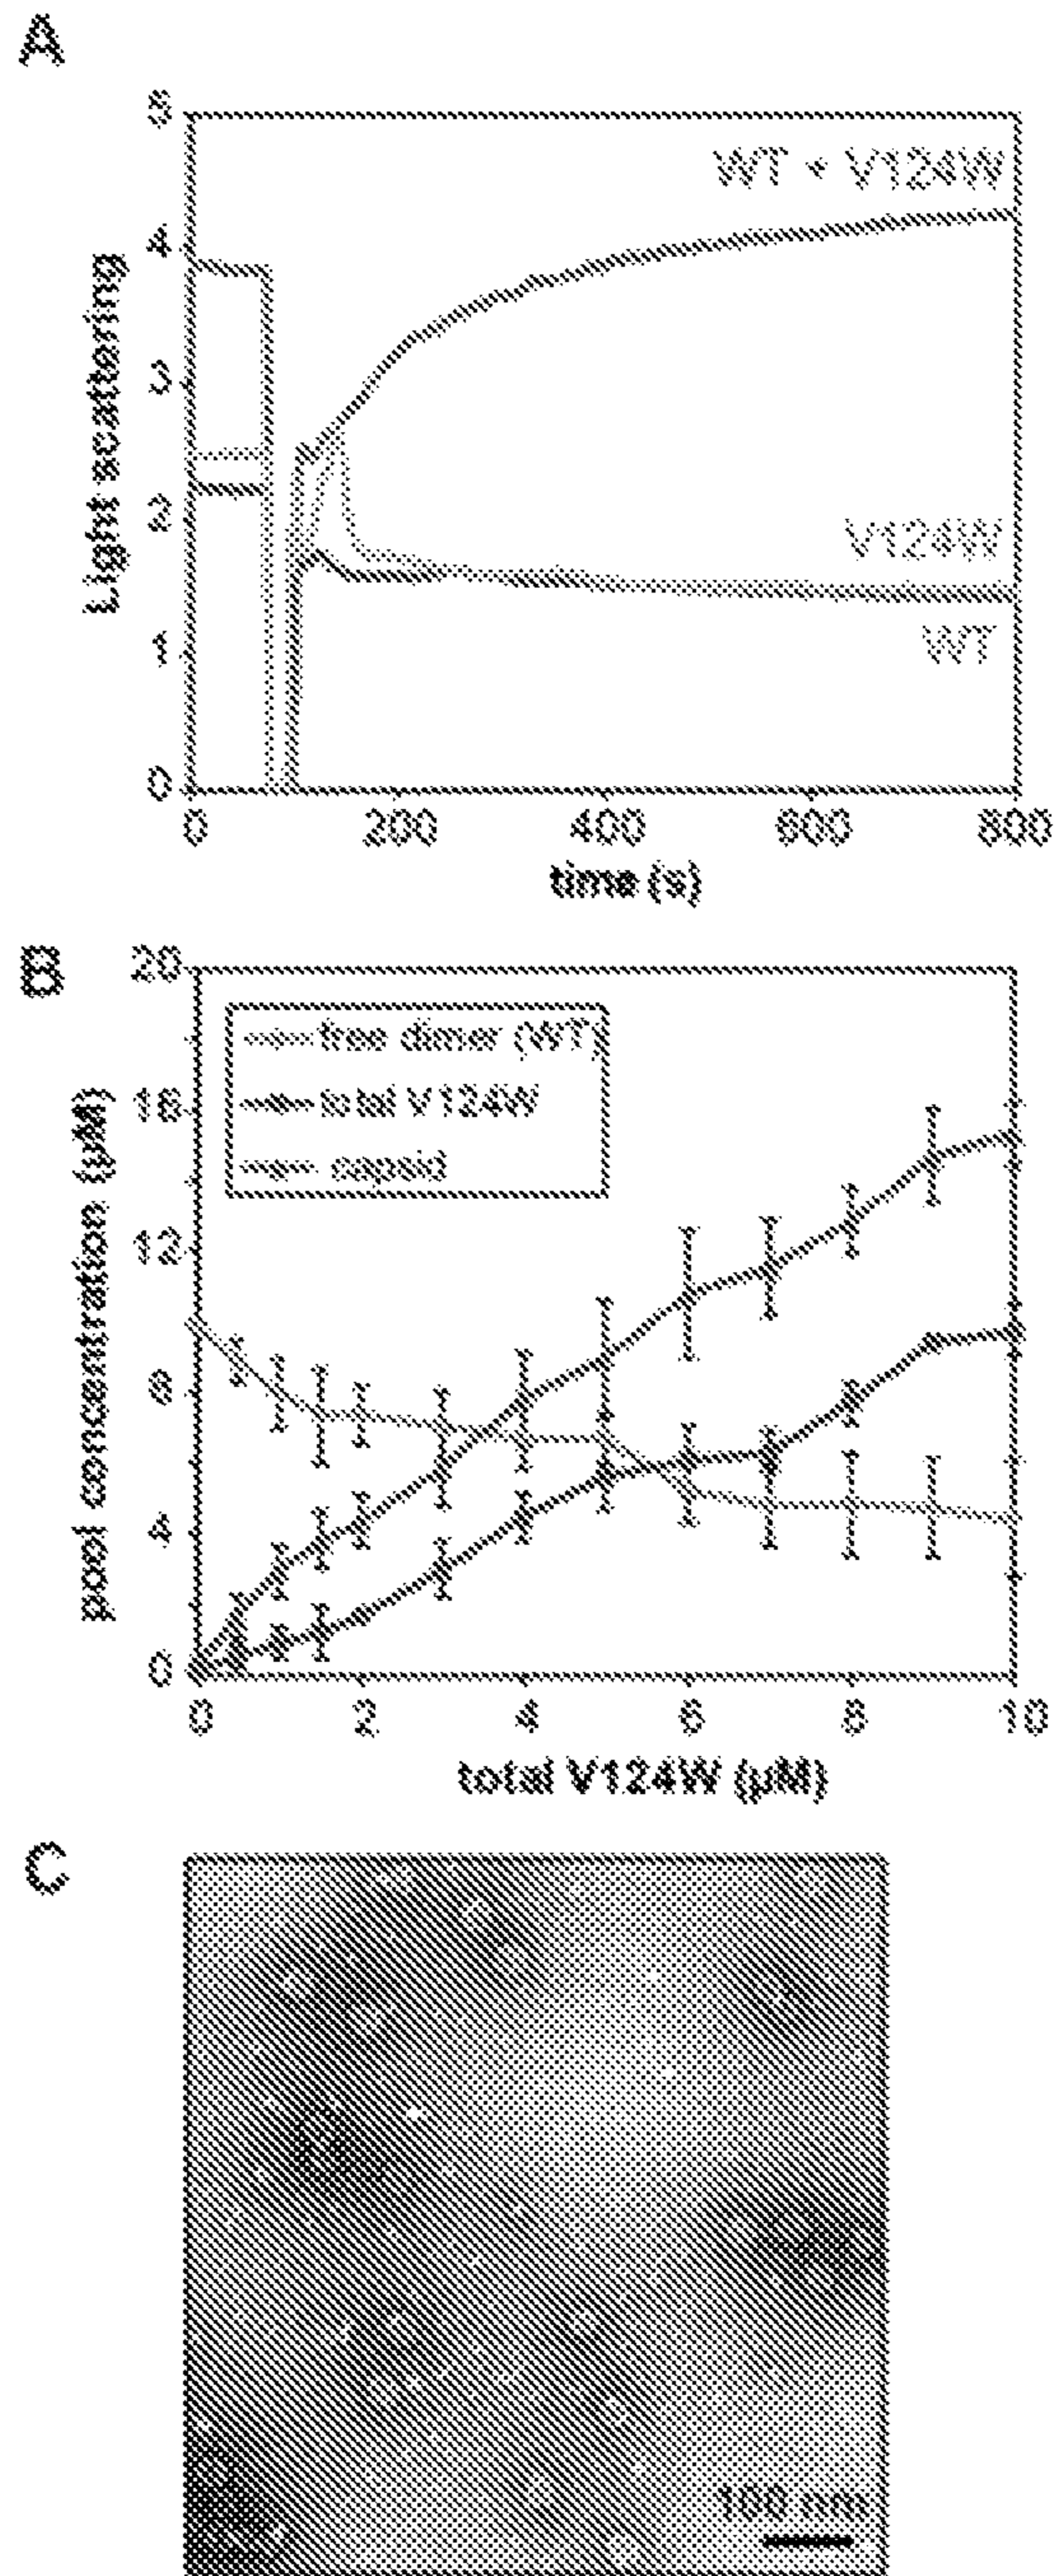 A
5
WT + V124W
4
Light scattering
3
2
V124W
1
WT
0
0 200 400 600 800
time (s)
B
20
free dimer (WT)
16
total V124W
capsid
12
pool concentration (µM)
8
4
0
0 2 4 6 8 10
total V124W (µM)
C
100 nm